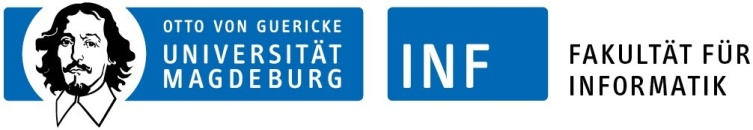 OTTO VON GUERICKE
UNIVERSITÄT
MAGDEBURG
INF
FAKULTÄT FÜR
INFORMATIK